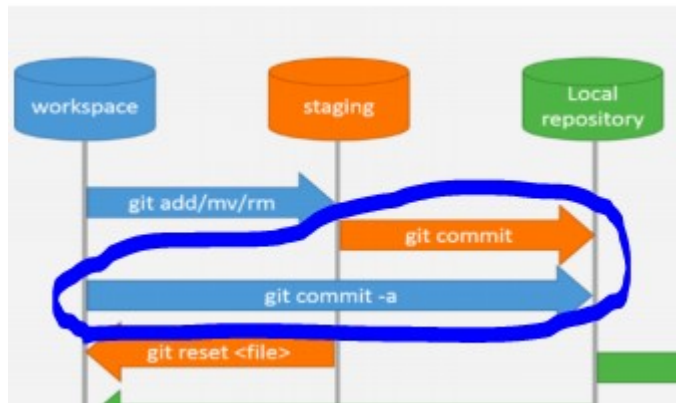 workspace
staging
Local
repository
git add/mv/rm
git commit
git commit -a
git reset <file>